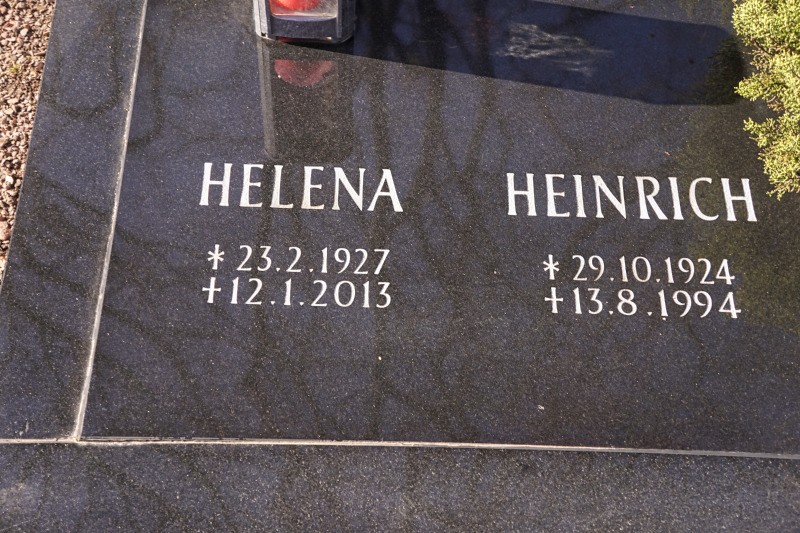 HELENA
* 23.2.1927
†12.1.2013
HEINRICH
* 29.10.1924
†13.8.1994